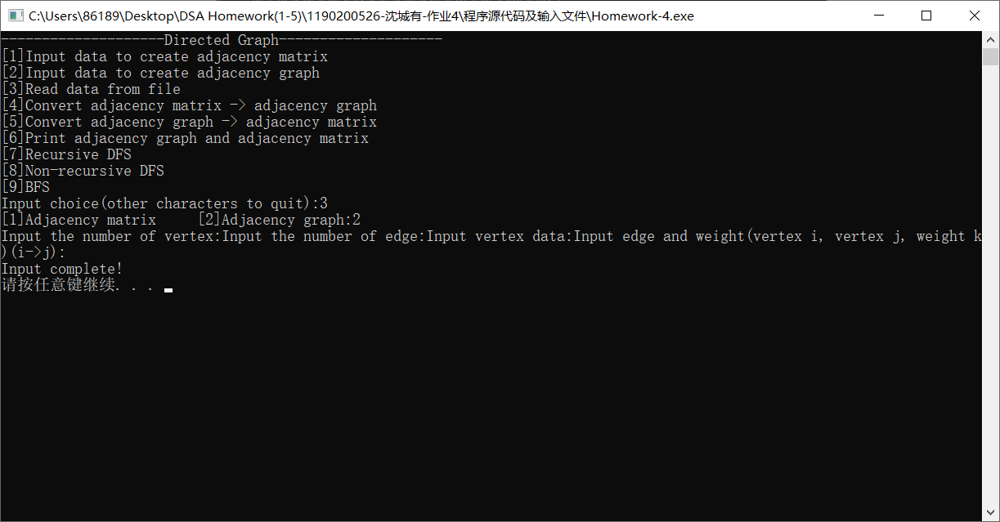 C:\Users\86189\Desktop\DSA Homework(1-5)\1190200526-沈城有-作业4\程序源代码及输入文件\Homework-4.exe
--------------------Directed Graph--------------------
[1]Input data to create adjacency matrix
[2]Input data to create adjacency graph
[3]Read data from file
[4]Convert adjacency matrix -> adjacency graph
[5]Convert adjacency graph -> adjacency matrix
[6]Print adjacency graph and adjacency matrix
[7]Recursive DFS
[8]Non-recursive DFS
[9]BFS
Input choice(other characters to quit):3
[1]Adjacency matrix     [2]Adjacency graph:2
Input the number of vertex:Input the number of edge:Input vertex data:Input edge and weight(vertex i, vertex j, weight k
)(i->j):
Input complete!
请按任意键继续. . .